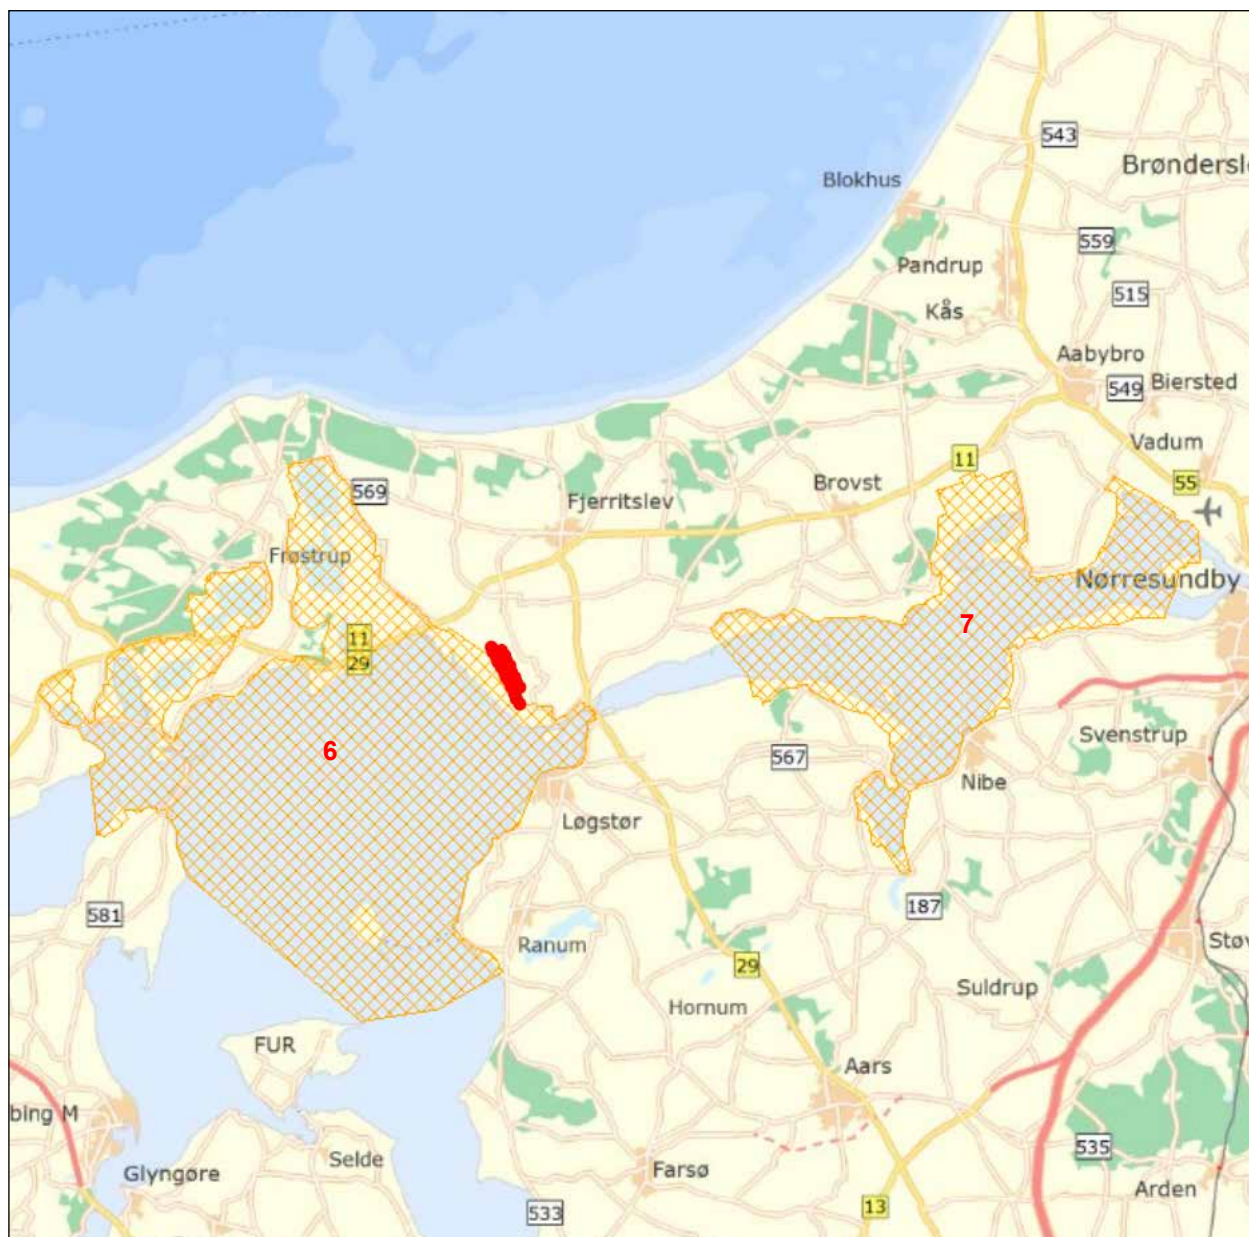 543
Brønderslo
Blokhus
559
Pandrup
515
Kås
Aabybro
549
Biersted
Vadum
11
55
569
Brovst
Fjerritslev
Frøstrup
Nørresundby
7
11
29
6
Svenstrup
567
Nibe
Løgstør
581
187
Ranum
Støv
29
Suldrup
Hornum
FUR
Aars
bing M
535
Selde
Farsø
Glyngøre
Arden
13
533